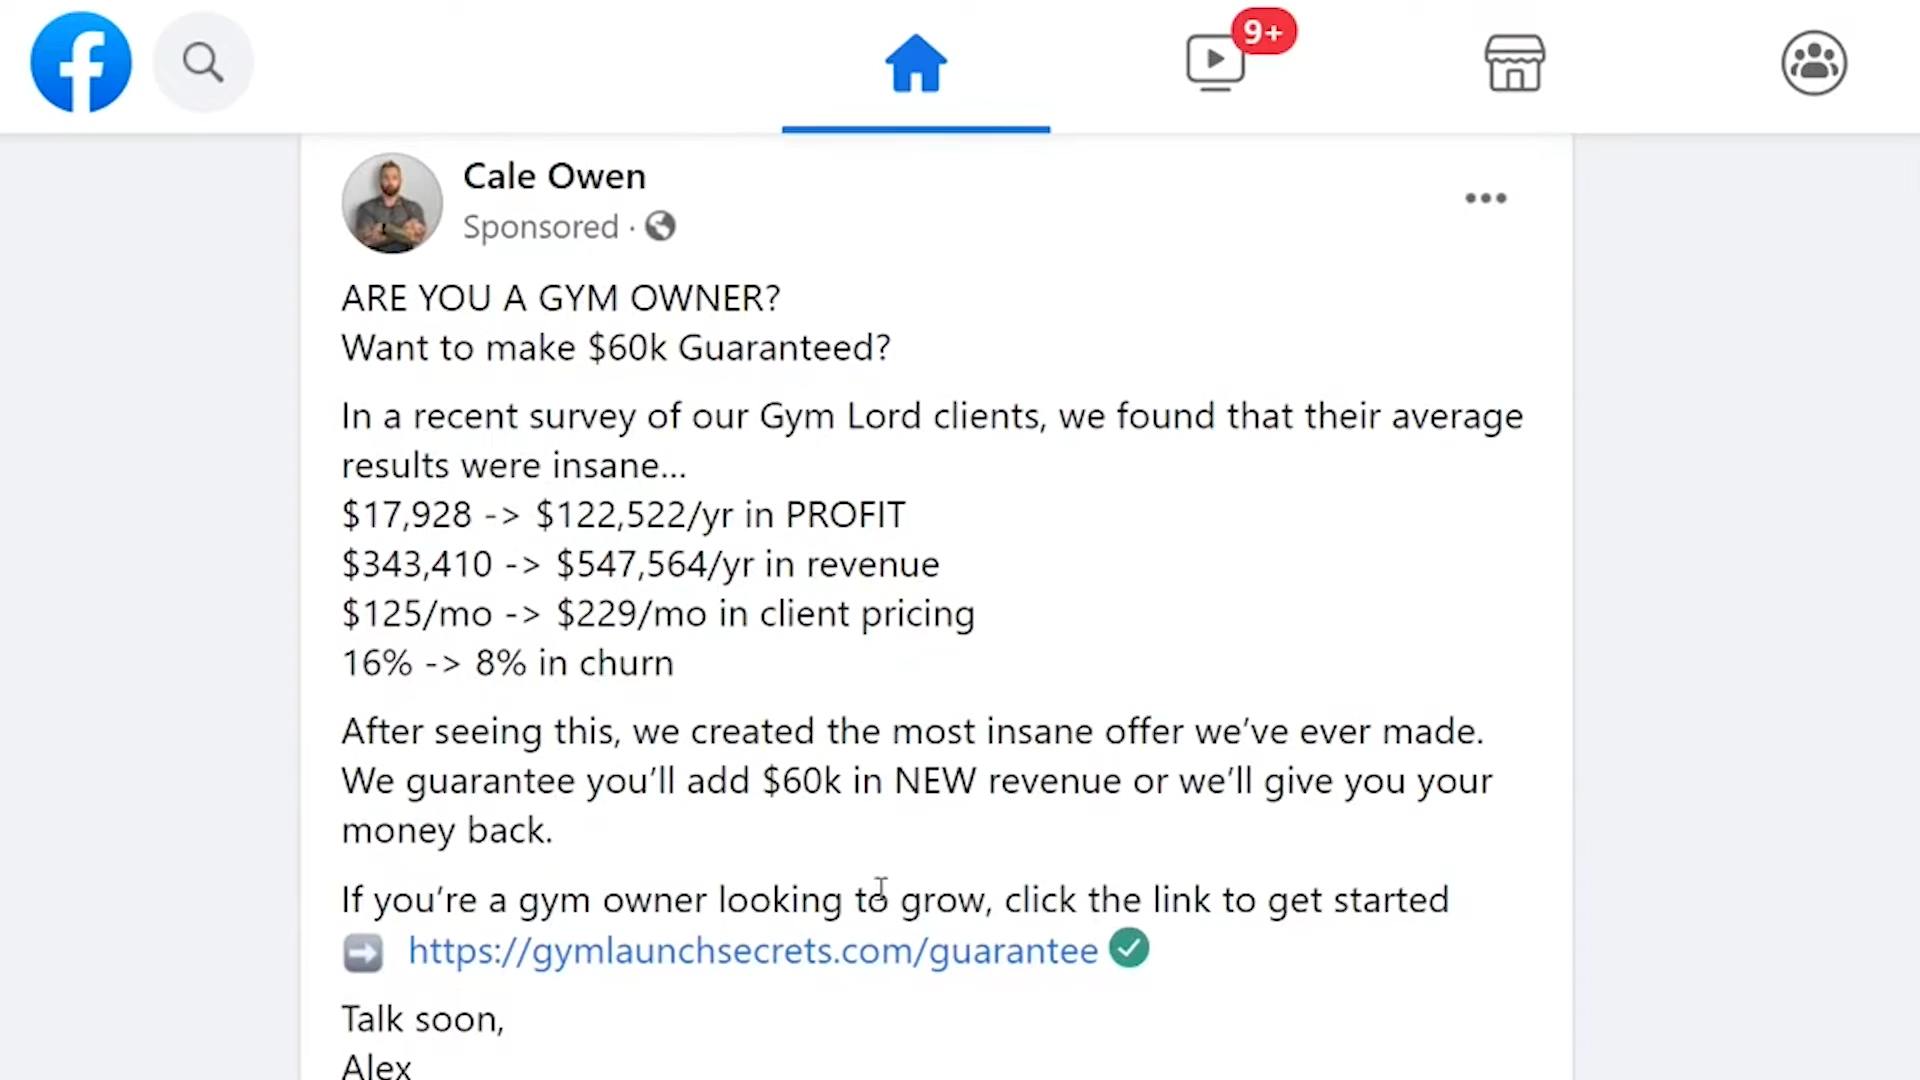 9+
Cale Owen
Sponsored ·
ARE YOU A GYM OWNER?
Want to make $60k Guaranteed?
In a recent survey of our Gym Lord clients, we found that their average
results were insane...
$17,928 -> $122,522/yr in PROFIT
$343,410 -> $547,564/yr in revenue
$125/mo -> $229/mo in client pricing
16% -> 8% in churn
After seeing this, we created the most insane offer we’ve ever made.
We guarantee you’ll add $60k in NEW revenue or we’ll give you your
money back.
If you’re a gym owner looking to grow, click the link to get started
https://gymlaunchsecrets.com/guarantee
Talk soon,
Alex